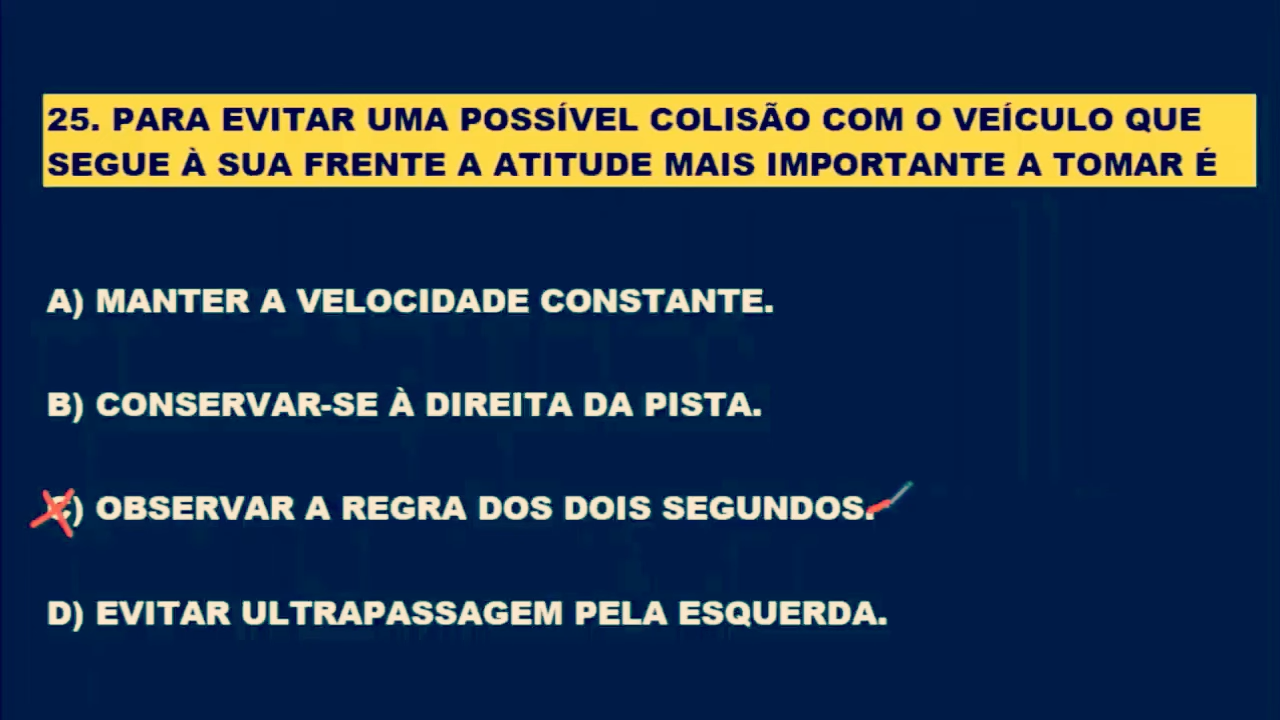 25. PARA EVITAR UMA POSSÍVEL COLISÃO COM O VEÍCULO QUE
SEGUE À SUA FRENTE A ATITUDE MAIS IMPORTANTE A TOMAR É
A) MANTER A VELOCIDADE CONSTANTE.
B) CONSERVAR-SE À DIREITA DA PISTA.
C) OBSERVAR A REGRA DOS DOIS SEGUNDOS.
D) EVITAR ULTRAPASSAGEM PELA ESQUERDA.